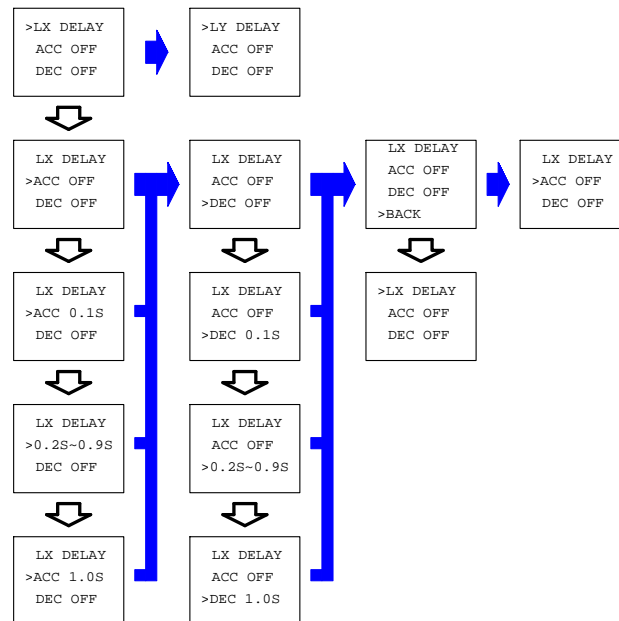 >LX DELAY
ACC OFF
DEC OFF
>LY DELAY
ACC OFF
DEC OFF
LX DELAY
>ACC OFF
DEC OFF
LX DELAY
ACC OFF
>DEC OFF
LX DELAY
ACC OFF
DEC OFF
>BACK
LX DELAY
>ACC OFF
DEC OFF
LX DELAY
>ACC 0.1S
DEC OFF
LX DELAY
ACC OFF
>DEC 0.1S
>LX DELAY
ACC OFF
DEC OFF
LX DELAY
>0.2S~0.9S
DEC OFF
LX DELAY
ACC OFF
>0.2S~0.9S
LX DELAY
>ACC 1.0S
DEC OFF
LX DELAY
ACC OFF
>DEC 1.0S